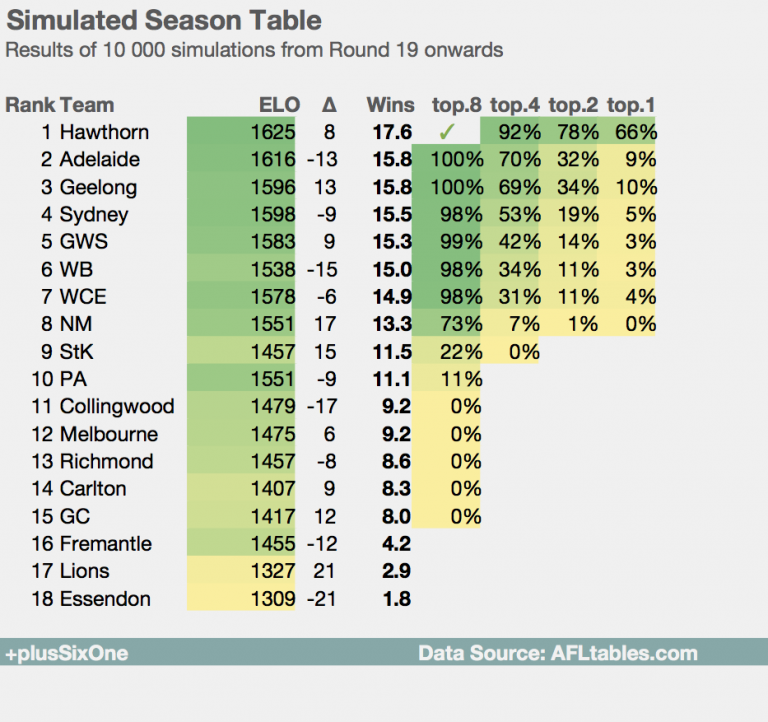 Simulated Season Table
Results of 10 000 simulations from Round 19 onwards
Rank Team ELO Δ Wins top.8 top.4 top.2 top.1
1 Hawthorn 1625 8 17.6 ✓ 92% 78% 66%
2 Adelaide 1616 -13 15.8 100% 70% 32% 9%
3 Geelong 1596 13 15.8 100% 69% 34% 10%
4 Sydney 1598 -9 15.5 98% 53% 19% 5%
5 GWS 1583 9 15.3 99% 42% 14% 3%
6 WB 1538 -15 15.0 98% 34% 11% 3%
7 WCE 1578 -6 14.9 98% 31% 11% 4%
8 NM 1551 17 13.3 73% 7% 1% 0%
9 StK 1457 15 11.5 22% 0%
10 PA 1551 -9 11.1 11%
11 Collingwood 1479 -17 9.2 0%
12 Melbourne 1475 6 9.2 0%
13 Richmond 1457 -8 8.6 0%
14 Carlton 1407 9 8.3 0%
15 GC 1417 12 8.0 0%
16 Fremantle 1455 -12 4.2
17 Lions 1327 21 2.9
18 Essendon 1309 -21 1.8
+plusSixOne Data Source: AFLtables.com